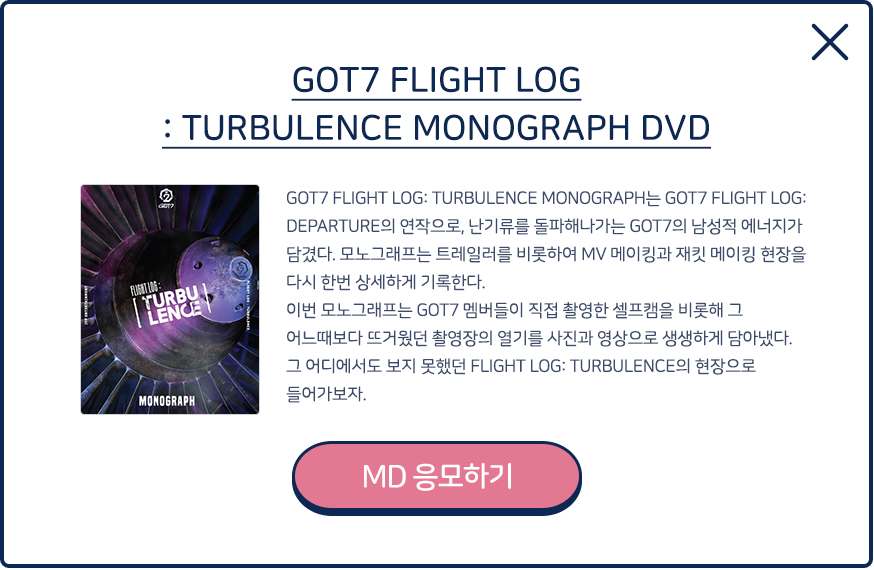 GOT7 FLIGHT LOG
: TURBULENCE MONOGRAPH DVD
GOT7
FLIGHT LOG :
[ TURBU
LENCE ]
MONOGRAPH
GOT7 FLIGHT LOG: TURBULENCE MONOGRAPH는 GOT7 FLIGHT LOG:
DEPARTURE의 연작으로, 난기류를 돌파해나가는 GOT7의 남성적 에너지가
담겼다. 모노그래프는 트레일러를 비롯하여 MV 메이킹과 재킷 메이킹 현장을
다시 한번 상세하게 기록한다.
이번 모노그래프는 GOT7 멤버들이 직접 촬영한 셀프캠을 비롯해 그
어느때보다 뜨거웠던 촬영장의 열기를 사진과 영상으로 생생하게 담아냈다.
그 어디에서도 보지 못했던 FLIGHT LOG: TURBULENCE의 현장으로
들어가보자.
MD 응모하기